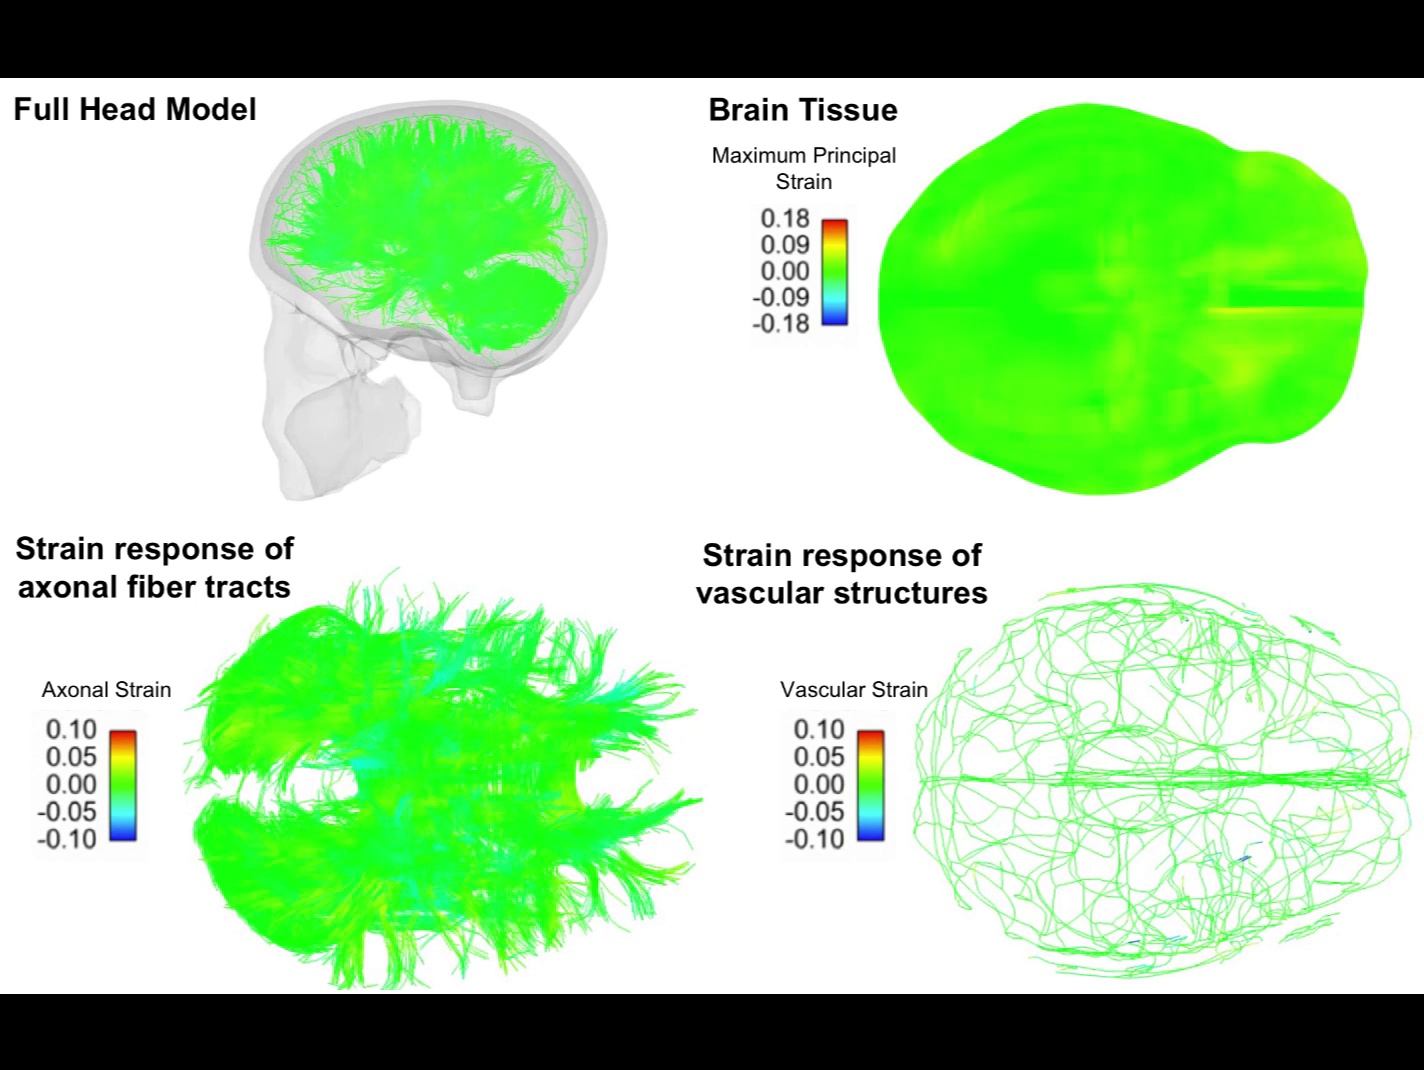 Full Head Model
Brain Tissue
Maximum Principal
Strain
0.18
0.09
0.00
-0.09
-0.18
Strain response of
axonal fiber tracts
Axonal Strain
0.10
0.05
0.00
-0.05
-0.10
Strain response of
vascular structures
Vascular Strain
0.10
0.05
0.00
-0.05
-0.10